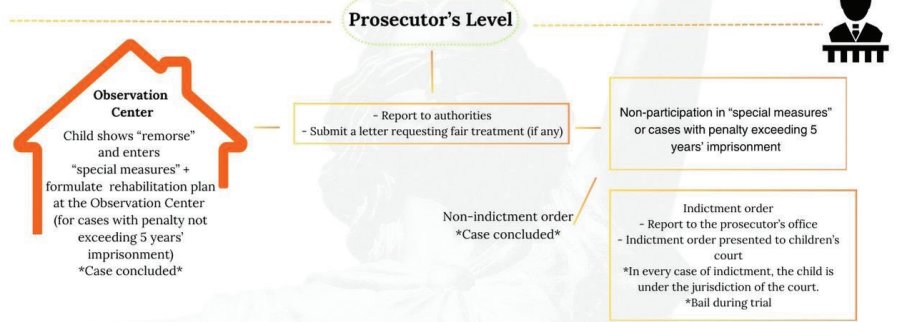 Prosecutor's Level
Observation
Center
Child shows "remorse"
and enters
"special measures" +
formulate rehabilitation plan
at the Observation Center
(for cases with penalty not
exceeding 5 years'
imprisonment)
*Case concluded*
- Report to authorities
- Submit a letter requesting fair treatment (if any)
Non-participation in "special measures"
or cases with penalty exceeding 5
years' imprisonment
Non-indictment order
*Case concluded*
Indictment order
- Report to the prosecutor's office
- Indictment order presented to children's
court
*In every case of indictment, the child is
under the jurisdiction of the court.
*Bail during trial